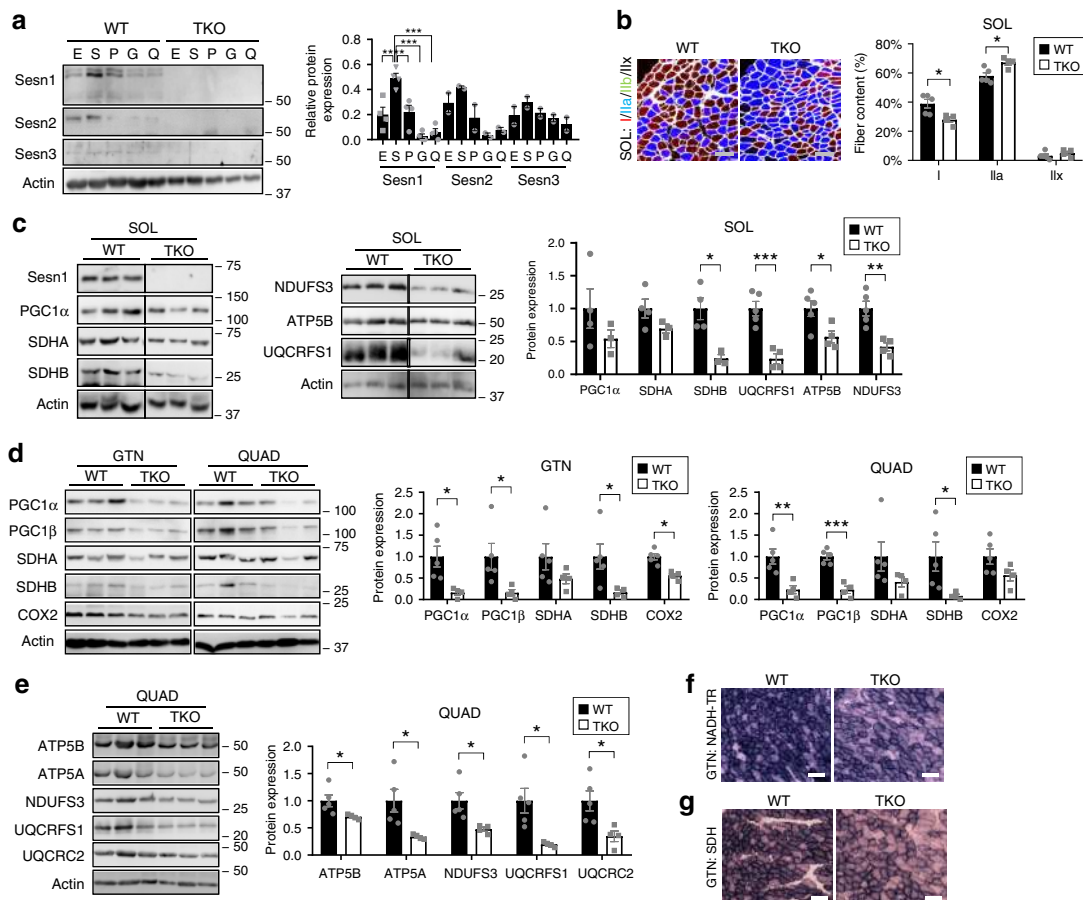 a
WT TKO
E S P G Q E S P G Q
Sesn1
Sesn2
Sesn3
Actin
– 50
– 50
– 50
– 37
Relative protein expression
0.8
0.6
0.4
0.2
0.0
**** *** ***
E S P G Q E S P G Q E S P G Q
Sesn1 Sesn2 Sesn3
b
WT TKO
SOL: I/IIa/IIb/IIx
SOL
Fiber content (%)
80%
60%
40%
20%
0%
* *
WT
TKO
I IIa IIx
c
SOL
WT TKO
Sesn1
PGC1α
SDHA
SDHB
Actin
– 75
– 150
– 100
– 75
– 25
– 37
SOL
WT TKO
NDUFS3
ATP5B
UQCRFS1
Actin
– 25
– 50
– 20
– 37
SOL
WT
TKO
Protein expression
2.0
1.5
1.0
0.5
0.0
* *** * **
PGC1α SDHA SDHB UQCRFS1 ATP5B NDUFS3
d
GTN QUAD
WT TKO WT TKO
PGC1α
PGC1β
SDHA
SDHB
COX2
Actin
– 100
– 100
– 75
– 25
– 25
– 37
GTN
WT
TKO
Protein expression
2.5
2.0
1.5
1.0
0.5
0.0
* * * *
PGC1α PGC1β SDHA SDHB COX2
QUAD
WT
TKO
Protein expression
2.5
2.0
1.5
1.0
0.5
0.0
** *** *
PGC1α PGC1β SDHA SDHB COX2
e
QUAD
WT TKO
ATP5B
ATP5A
NDUFS3
UQCRFS1
UQCRC2
Actin
– 50
– 50
– 25
– 20
– 50
– 37
QUAD
WT
TKO
Protein expression
2.0
1.5
1.0
0.5
0.0
* * * * *
ATP5B ATP5A NDUFS3 UQCRFS1 UQCRC2
f
WT TKO
GTN: NADH-TR
g
WT TKO
GTN: SDH